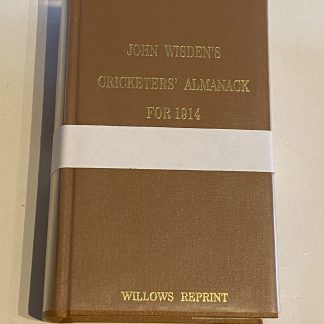 JOHN WISDEN'S
CRICKETERS' ALMANACK
FOR 1914
WILLOWS REPRINT